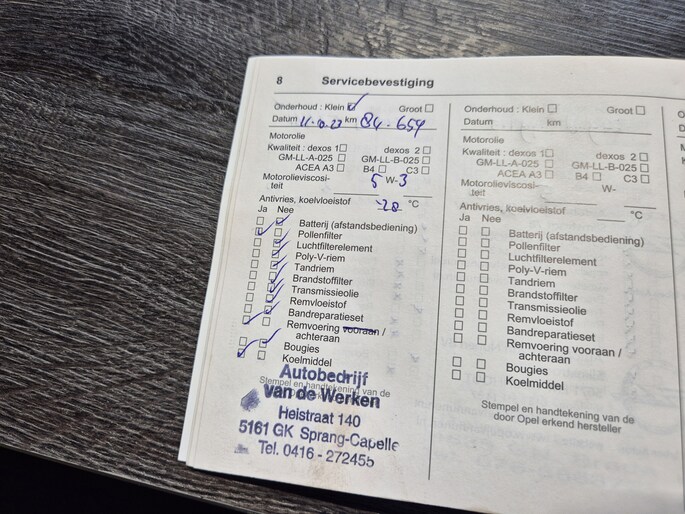 8 Servicebevestiging
Onderhoud : Klein ☑ Groot ☐
Datum km 84.654
Motorolie
Kwaliteit : dexos 1 ☐ dexos 2 ☐
GM-LL-A-025 ☐ GM-LL-B-025 ☐
ACEA A3 ☐ B4 ☐ C3 ☐
Motorolieviscosi-
teit 5 W-3
Antivries, koelvloeistof -28 °C
Ja Nee
Batterij (afstandsbediening)
Pollenfilter
Luchtfilterelement
Poly-V-riem
Tandriem
Brandstoffilter
Transmissieolie
Remvloeistof
Bandreparatieset
Remvoering vooraan /
achteraan
Bougies
Koelmiddel
Stempel en handtekening van de
Autobedrijf
van de Werken
Heistraat 140
5161 GK Sprang-Capelle
Tel. 0416 - 272455
Onderhoud : Klein ☐ Groot ☐
Datum km
Motorolie
Kwaliteit : dexos 1 ☐ dexos 2 ☐
GM-LL-A-025 ☐ GM-LL-B-025 ☐
ACEA A3 ☐ B4 ☐ C3 ☐
Motorolieviscosi-
teit W-
Antivries, koelvloeistof °C
Ja Nee
Batterij (afstandsbediening)
Pollenfilter
Luchtfilterelement
Poly-V-riem
Tandriem
Brandstoffilter
Transmissieolie
Remvloeistof
Bandreparatieset
Remvoering vooraan /
achteraan
Bougies
Koelmiddel
Stempel en handtekening van de
door Opel erkend hersteller